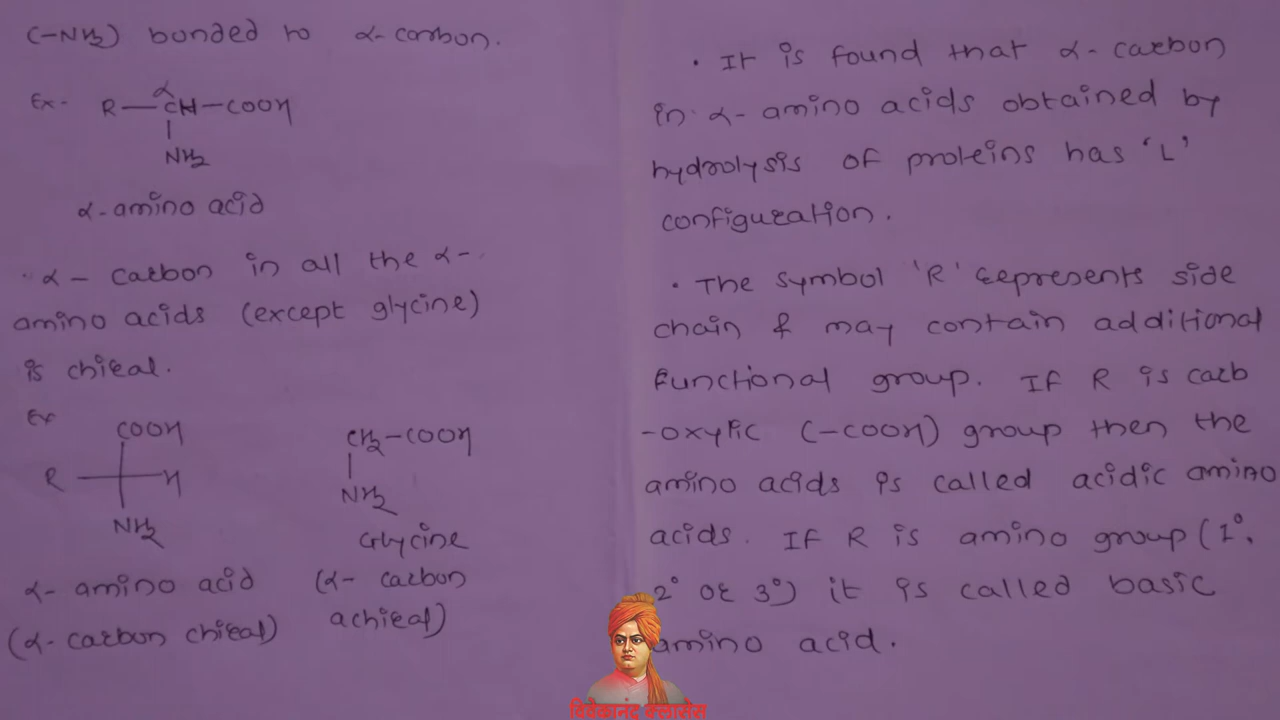 (-NH2) bonded to α- carbon.
Ex- R—CH—COOH
α
|
NH2
α-amino acid
· α - carbon in all the α-
amino acids (except glycine)
is chiral.
Ex
COOH
R H
NH2
α- amino acid
(α- carbon chiral)
CH2-COOH
|
NH2
Glycine
(α- carbon
achiral)
· It is found that α- carbon
in α- amino acids obtained by
hydrolysis of proteins has 'L'
configuration.
· The symbol 'R' represents side
chain & may contain additional
functional group. If R is carb
-oxylic (-COOH) group then the
amino acids is called acidic amino
acids. If R is amino group (1°,
2° or 3°) it is called basic
amino acid.
विवेकानंद क्लासेस